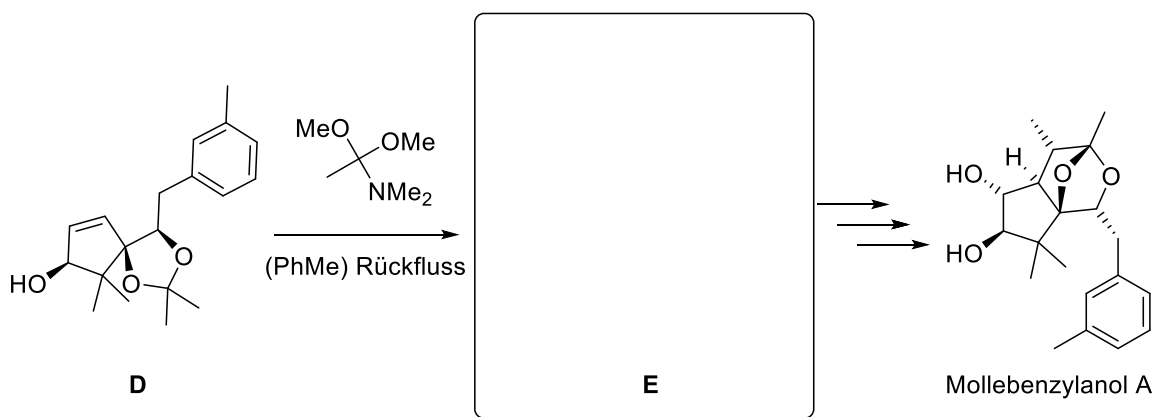 MeO
OMe
NMe2
(PhMe) Rückfluss
HO
O
O
D
E
H
HO
HO
O
O
Mollebenzylanol A